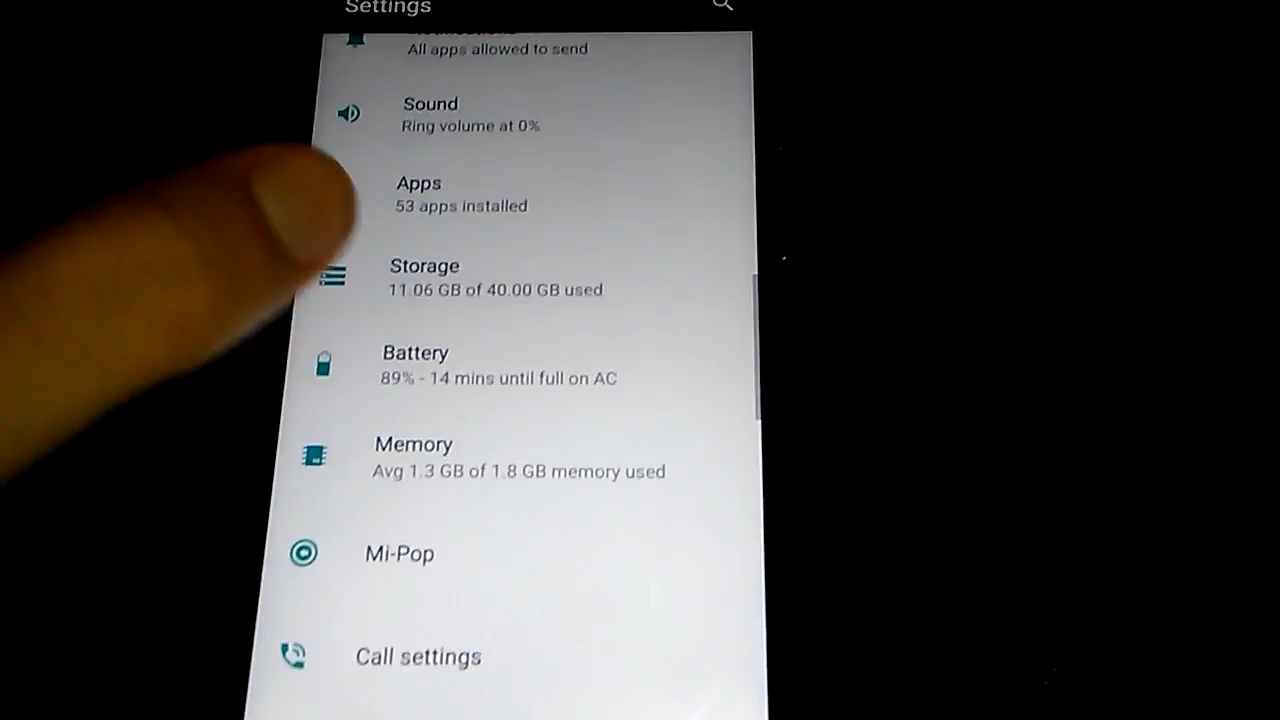 Settings
All apps allowed to send
Sound
Ring volume at 0%
Apps
53 apps installed
Storage
11.06 GB of 40.00 GB used
Battery
89% - 14 mins until full on AC
Memory
Avg 1.3 GB of 1.8 GB memory used
Mi-Pop
Call settings